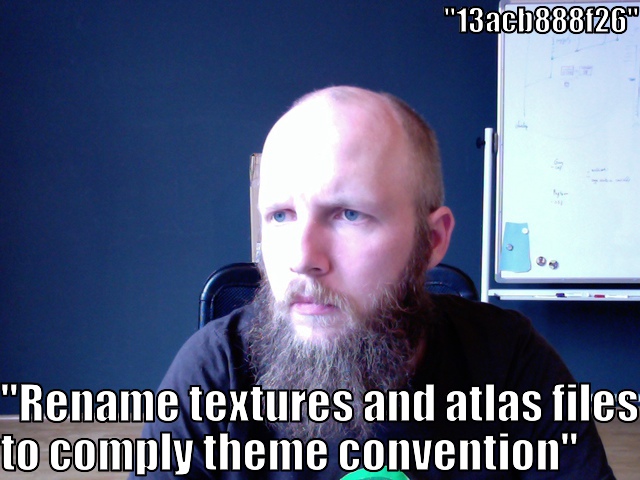 "13acb888f26"
"Rename textures and atlas files
to comply theme convention"